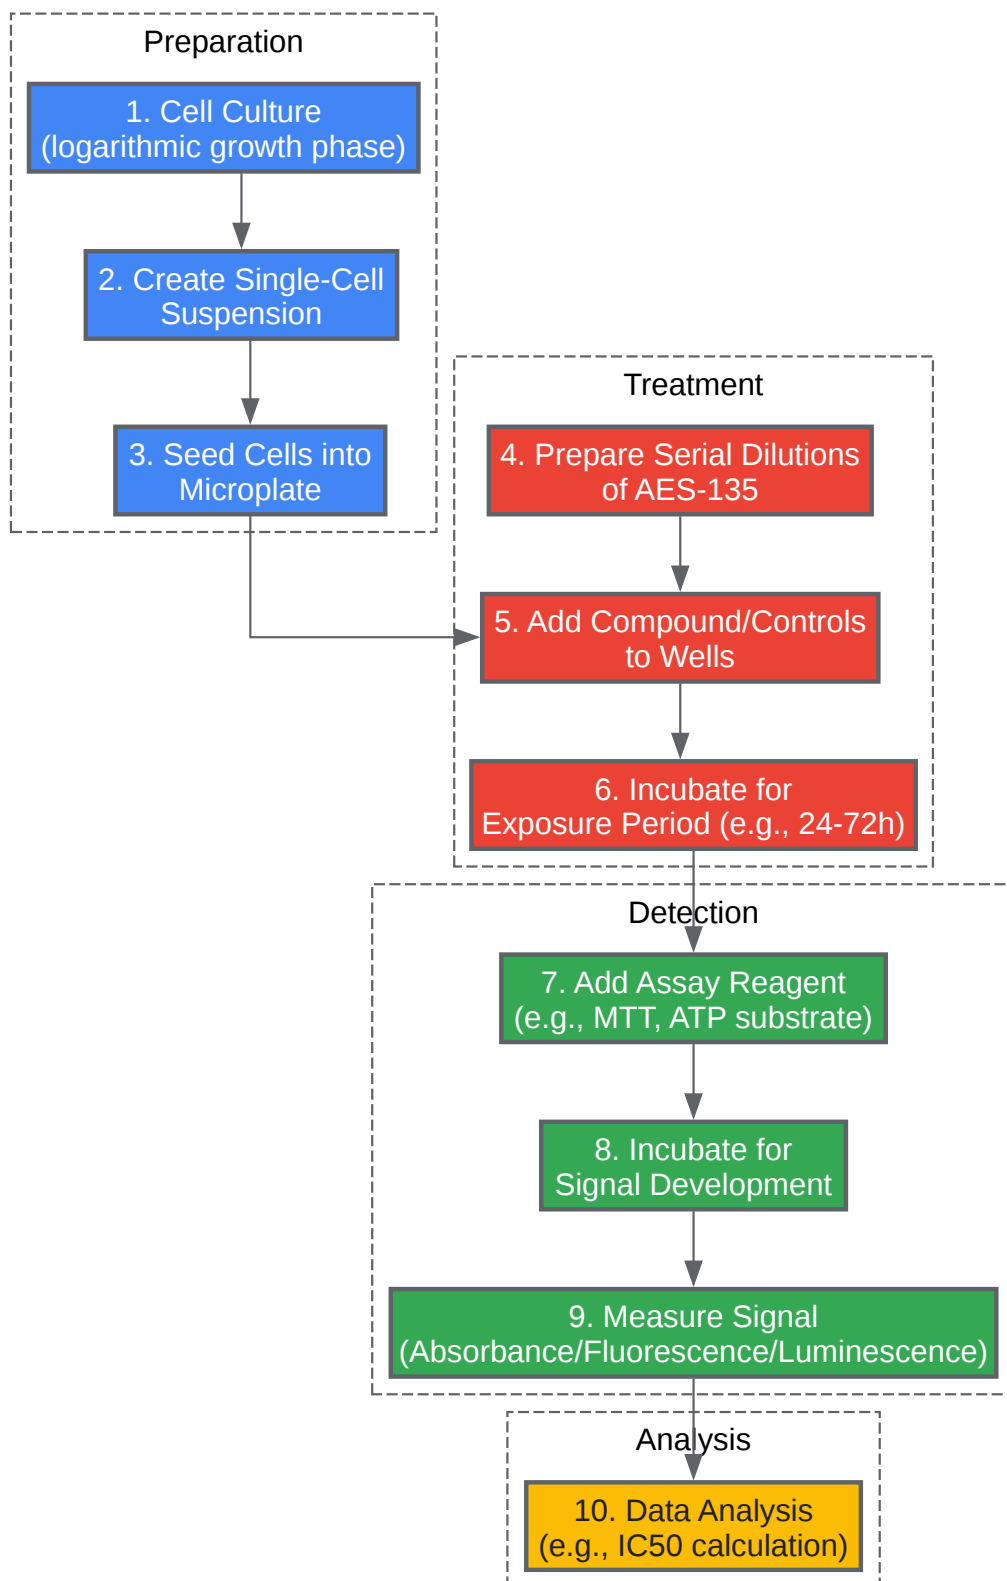 Preparation
1. Cell Culture
(logarithmic growth phase)
2. Create Single-Cell
Suspension
3. Seed Cells into
Microplate
Treatment
4. Prepare Serial Dilutions
of AES-135
5. Add Compound/Controls
to Wells
6. Incubate for
Exposure Period (e.g., 24-72h)
Detection
7. Add Assay Reagent
(e.g., MTT, ATP substrate)
8. Incubate for
Signal Development
9. Measure Signal
(Absorbance/Fluorescence/Luminescence)
Analysis
10. Data Analysis
(e.g., IC50 calculation)